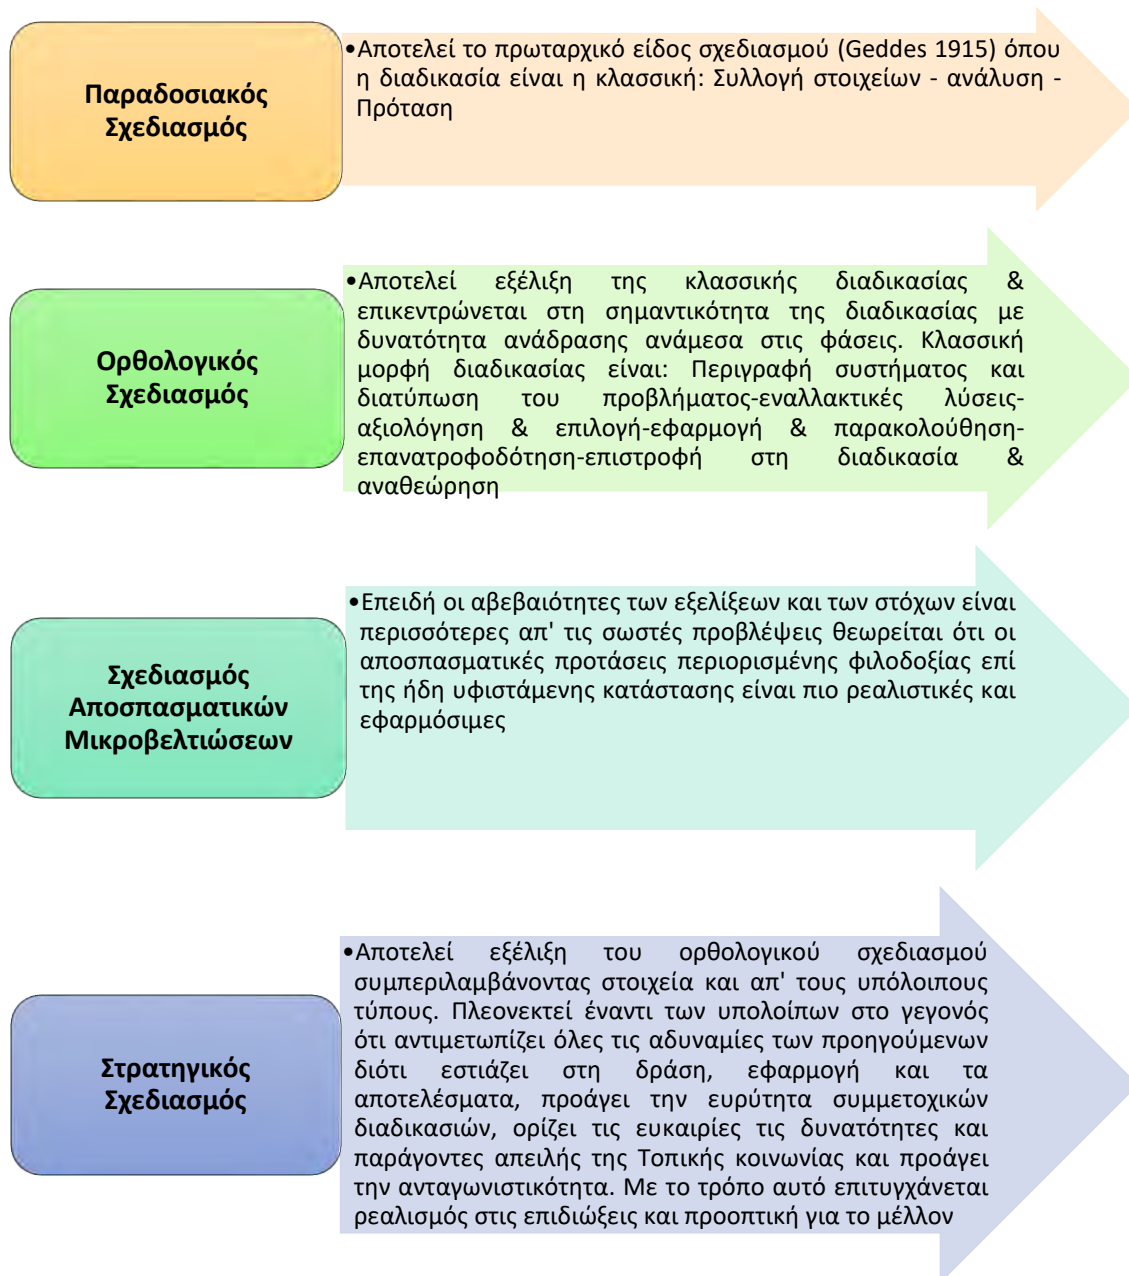 Παραδοσιακός
Σχεδιασμός
•Αποτελεί το πρωταρχικό είδος σχεδιασμού (Geddes 1915) όπου
η διαδικασία είναι η κλασσική: Συλλογή στοιχείων - ανάλυση -
Πρόταση
Ορθολογικός
Σχεδιασμός
•Αποτελεί εξέλιξη της κλασσικής διαδικασίας &
επικεντρώνεται στη σημαντικότητα της διαδικασίας με
δυνατότητα ανάδρασης ανάμεσα στις φάσεις. Κλασσική
μορφή διαδικασίας είναι: Περιγραφή συστήματος και
διατύπωση του προβλήματος-εναλλακτικές λύσεις-
αξιολόγηση & επιλογή-εφαρμογή & παρακολούθηση-
επανατροφοδότηση-επιστροφή στη διαδικασία &
αναθεώρηση
Σχεδιασμός
Αποσπασματικών
Μικροβελτιώσεων
•Επειδή οι αβεβαιότητες των εξελίξεων και των στόχων είναι
περισσότερες απ' τις σωστές προβλέψεις θεωρείται ότι οι
αποσπασματικές προτάσεις περιορισμένης φιλοδοξίας επί
της ήδη υφιστάμενης κατάστασης είναι πιο ρεαλιστικές και
εφαρμόσιμες
Στρατηγικός
Σχεδιασμός
•Αποτελεί εξέλιξη του ορθολογικού σχεδιασμού
συμπεριλαμβάνοντας στοιχεία και απ' τους υπόλοιπους
τύπους. Πλεονεκτεί έναντι των υπολοίπων στο γεγονός
ότι αντιμετωπίζει όλες τις αδυναμίες των προηγούμενων
διότι εστιάζει στη δράση, εφαρμογή και τα
αποτελέσματα, προάγει την ευρύτητα συμμετοχικών
διαδικασιών, ορίζει τις ευκαιρίες τις δυνατότητες και
παράγοντες απειλής της Τοπικής κοινωνίας και προάγει
την ανταγωνιστικότητα. Με το τρόπο αυτό επιτυγχάνεται
ρεαλισμός στις επιδιώξεις και προοπτική για το μέλλον